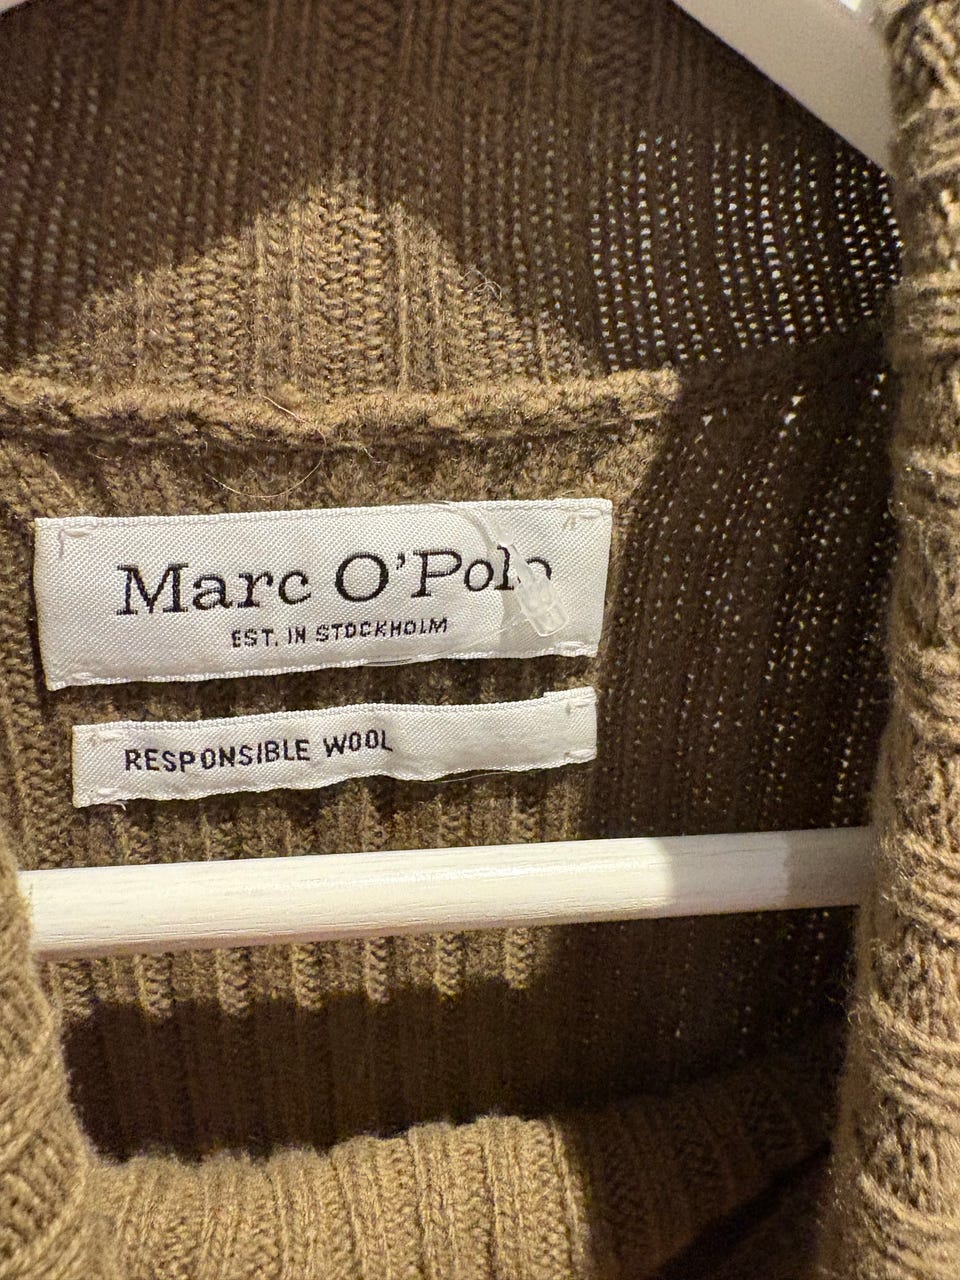 Marc O'Polo
EST. IN STOCKHOLM
RESPONSIBLE WOOL